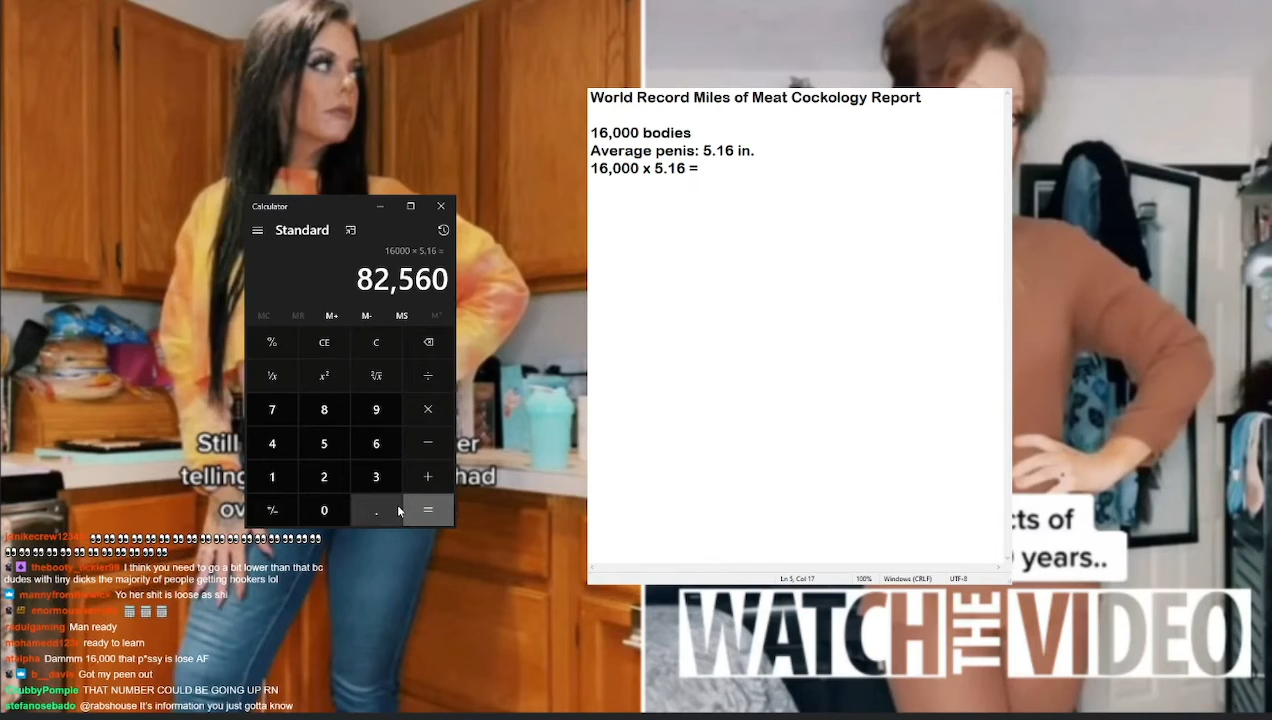 World Record Miles of Meat Cockology Report
16,000 bodies
Average penis: 5.16 in.
16,000 x 5.16 =
Ln 5, Col 17 100% Windows (CRLF) UTF-8
Calculator
Standard
16000 × 5.16 =
82,560
MC MR M+ M- MS M˅
% CE C
¹/x x² ²√x ÷
7 8 9 ×
4 5 6 −
1 2 3 +
+/− 0 . =
Still er
telling had
ov
cts of
years..
WATCH THE VIDEO
I think you need to go a bit lower than that bc
dudes with tiny dicks the majority of people getting hookers lol
Yo her shit is loose as shi
Man ready
ready to learn
Dammm 16,000 that p*ssy is lose AF
Got my peen out
THAT NUMBER COULD BE GOING UP RN
stefanosebado @rabshouse It's information you just gotta know